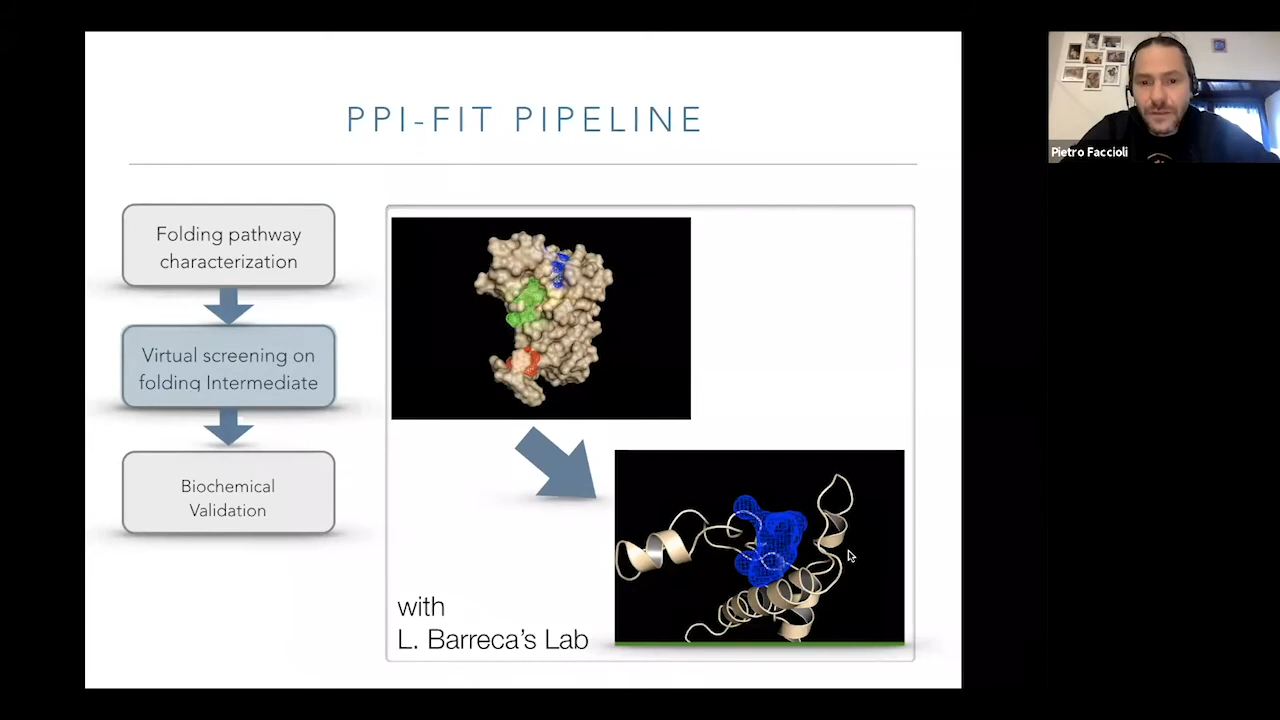 PPI-FIT PIPELINE
Folding pathway
characterization
Virtual screening on
folding Intermediate
Biochemical
Validation
with
L. Barreca's Lab
Pietro Faccioli